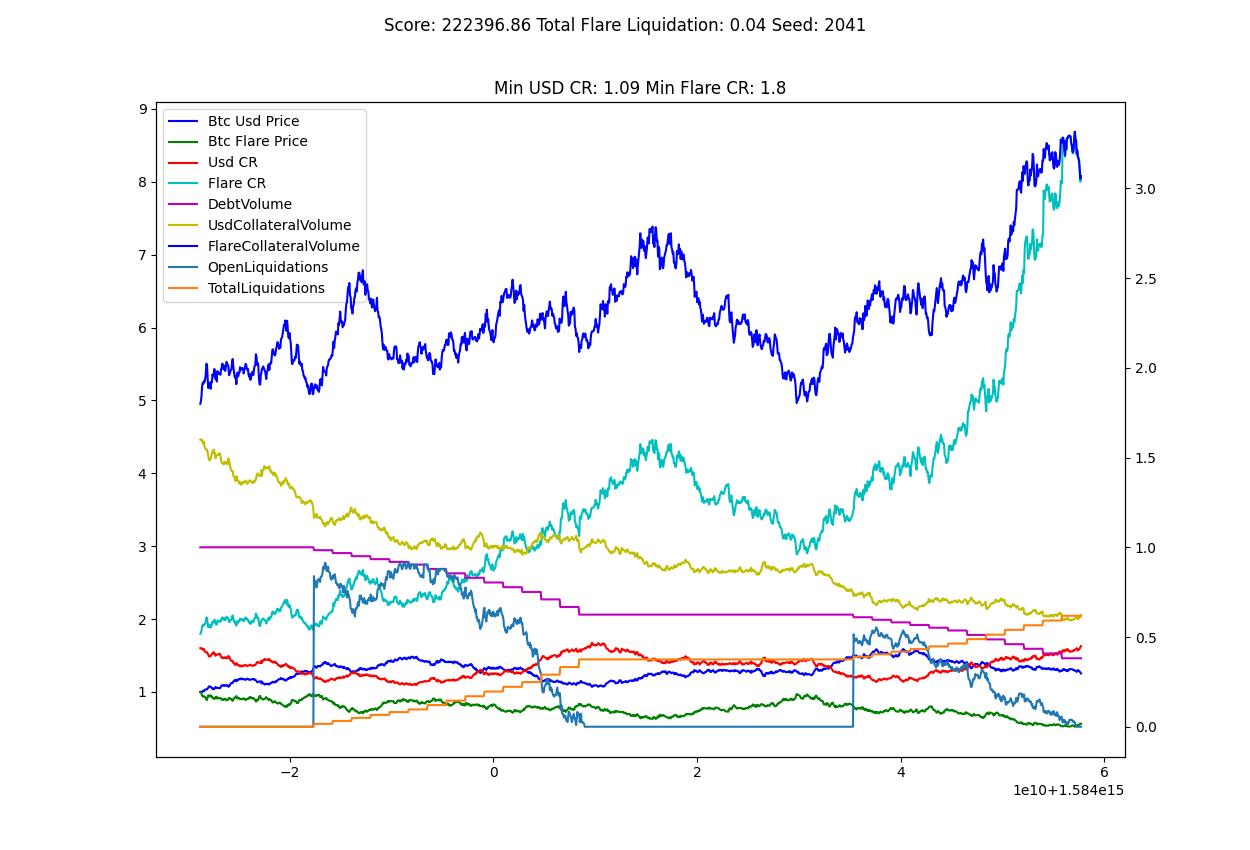 Score: 222396.86 Total Flare Liquidation: 0.04 Seed: 2041
Min USD CR: 1.09 Min Flare CR: 1.8
9
8
7
6
5
4
3
2
1
Btc Usd Price
Btc Flare Price
Usd CR
Flare CR
DebtVolume
UsdCollateralVolume
FlareCollateralVolume
OpenLiquidations
TotalLiquidations
3.0
2.5
2.0
1.5
1.0
0.5
0.0
−2 0 2 4 6
1e10+1.584e15